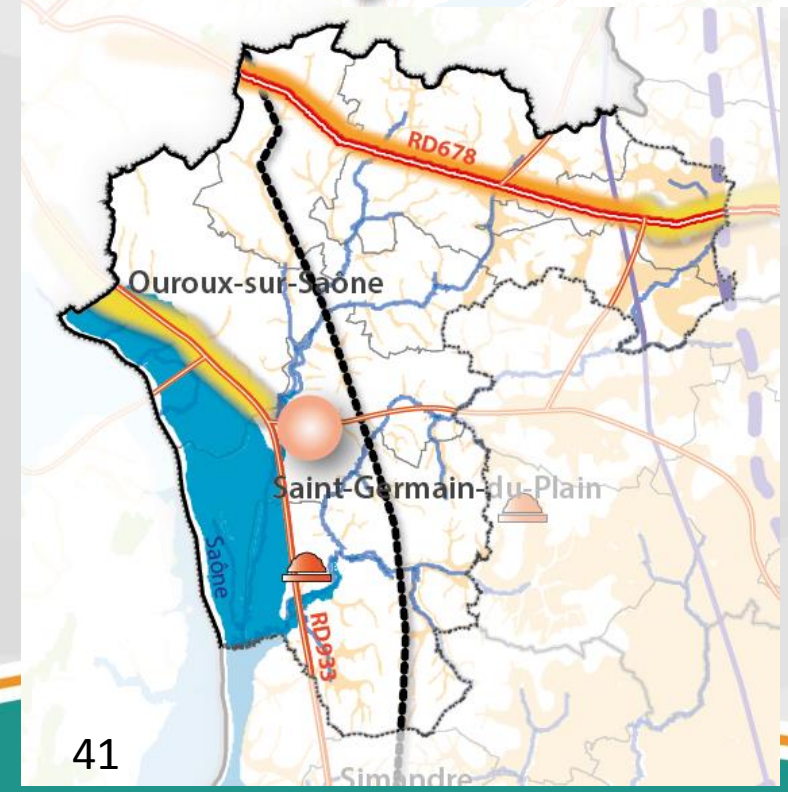 RD678
Ouroux-sur-Saône
Saint-Germain-du-Plain
Saône
RD933
41
Simandre